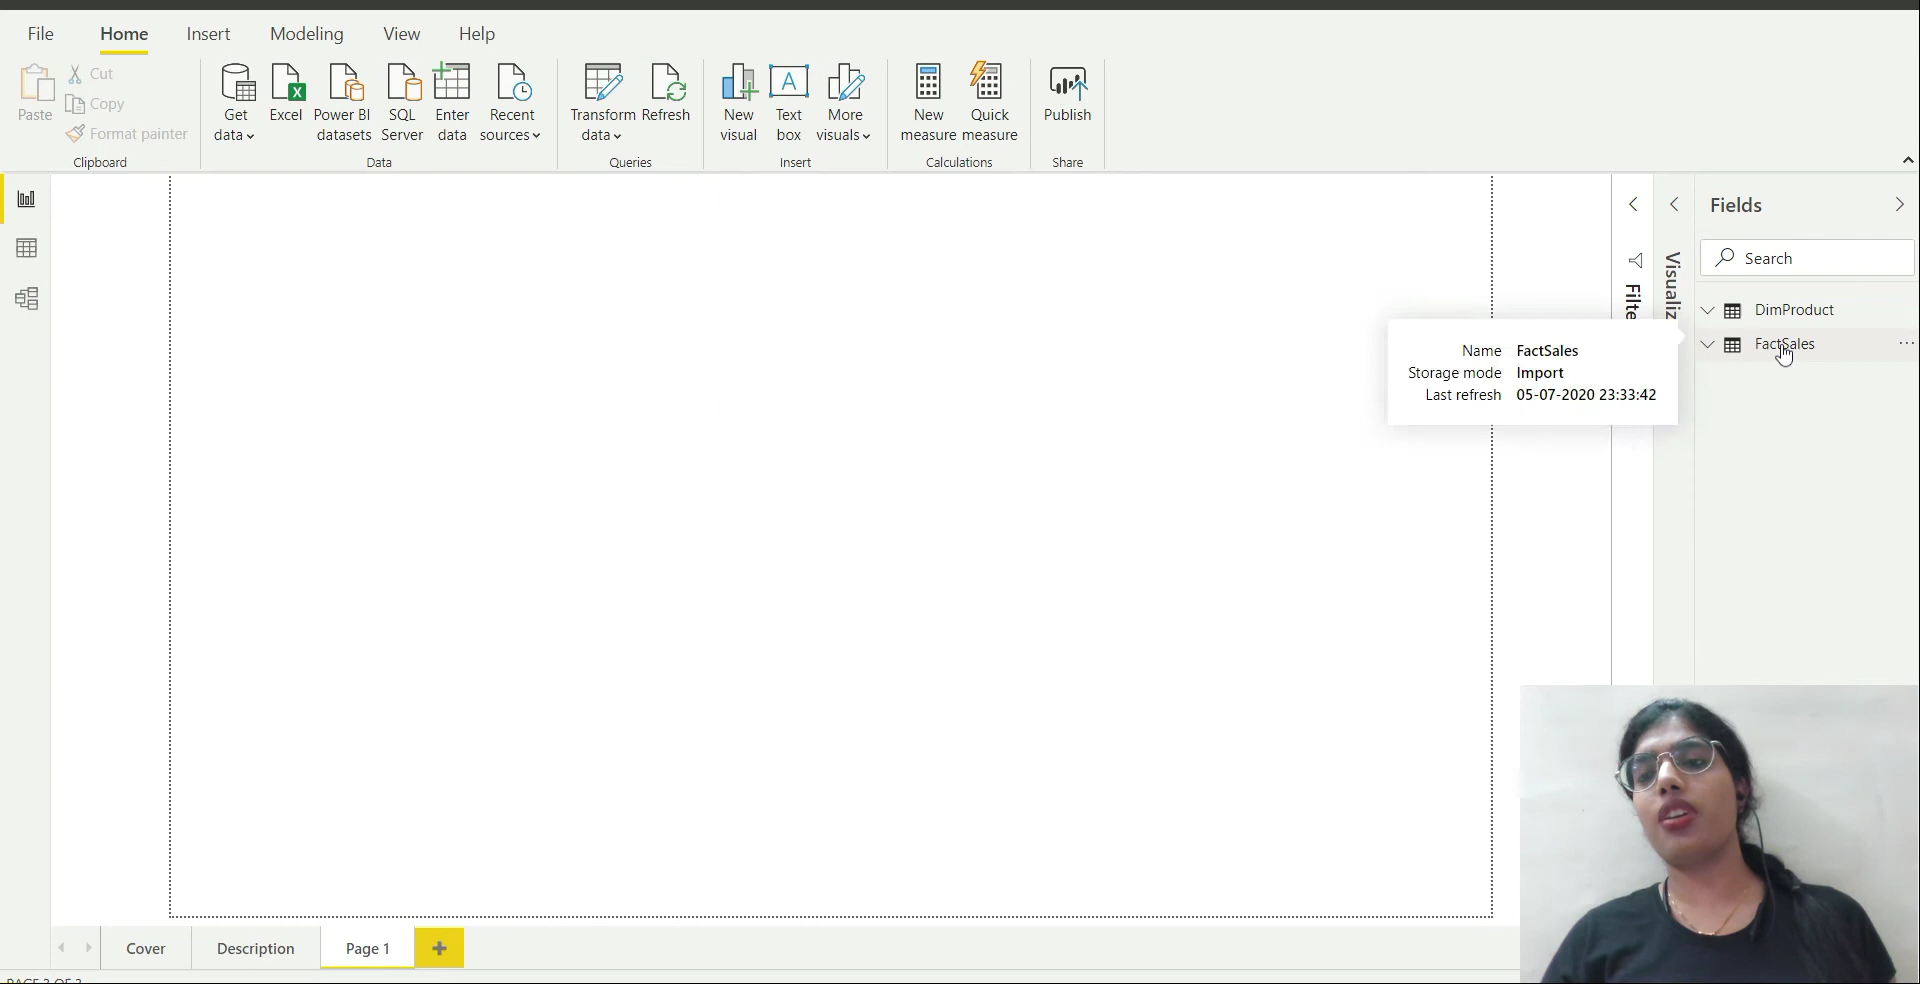 File Home Insert Modeling View Help
Paste
Cut
Copy
Format painter
Clipboard
Get data
Excel
Power BI datasets
SQL Server
Enter data
Recent sources
Data
Transform data
Refresh
Queries
New visual
Text box
More visuals
Insert
New measure
Quick measure
Calculations
Publish
Share
Filte
Visualiz
Fields
Search
DimProduct
FactSales
Name FactSales
Storage mode Import
Last refresh 05-07-2020 23:33:42
Cover Description Page 1